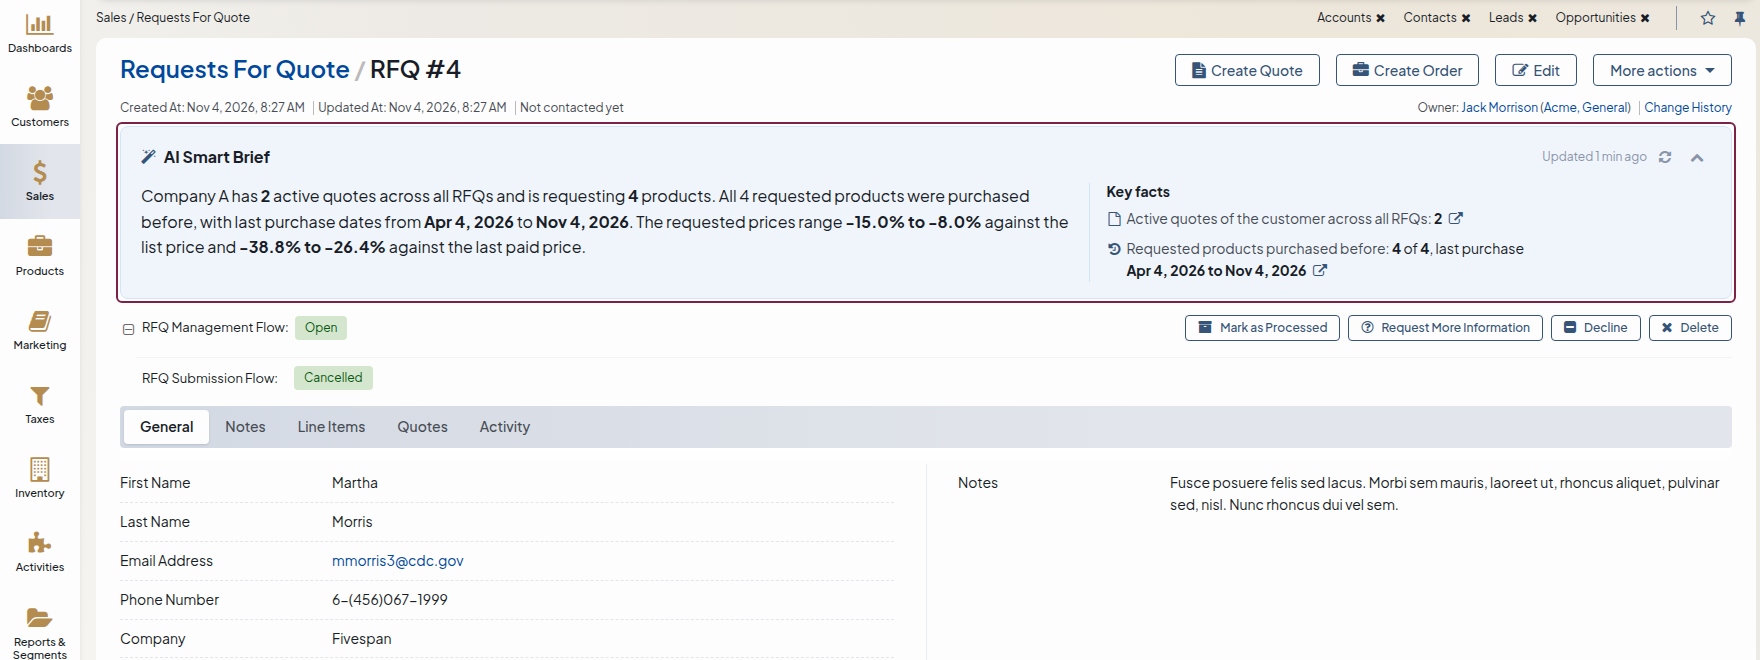 Sales / Requests For Quote
Accounts ✖ Contacts ✖ Leads ✖ Opportunities ✖
Dashboards
Customers
Sales
Products
Marketing
Taxes
Inventory
Activities
Reports &
Segments
Requests For Quote / RFQ #4
Create Quote
Create Order
Edit
More actions
Created At: Nov 4, 2026, 8:27 AM | Updated At: Nov 4, 2026, 8:27 AM | Not contacted yet
Owner: Jack Morrison (Acme, General) | Change History
AI Smart Brief
Updated 1 min ago
Company A has 2 active quotes across all RFQs and is requesting 4 products. All 4 requested products were purchased
before, with last purchase dates from Apr 4, 2026 to Nov 4, 2026. The requested prices range -15.0% to -8.0% against the
list price and -38.8% to -26.4% against the last paid price.
Key facts
Active quotes of the customer across all RFQs: 2
Requested products purchased before: 4 of 4, last purchase
Apr 4, 2026 to Nov 4, 2026
RFQ Management Flow: Open
Mark as Processed
Request More Information
Decline
Delete
RFQ Submission Flow: Cancelled
General Notes Line Items Quotes Activity
First Name Martha
Last Name Morris
Email Address mmorris3@cdc.gov
Phone Number 6-(456)067-1999
Company Fivespan
Notes Fusce posuere felis sed lacus. Morbi sem mauris, laoreet ut, rhoncus aliquet, pulvinar
sed, nisl. Nunc rhoncus dui vel sem.